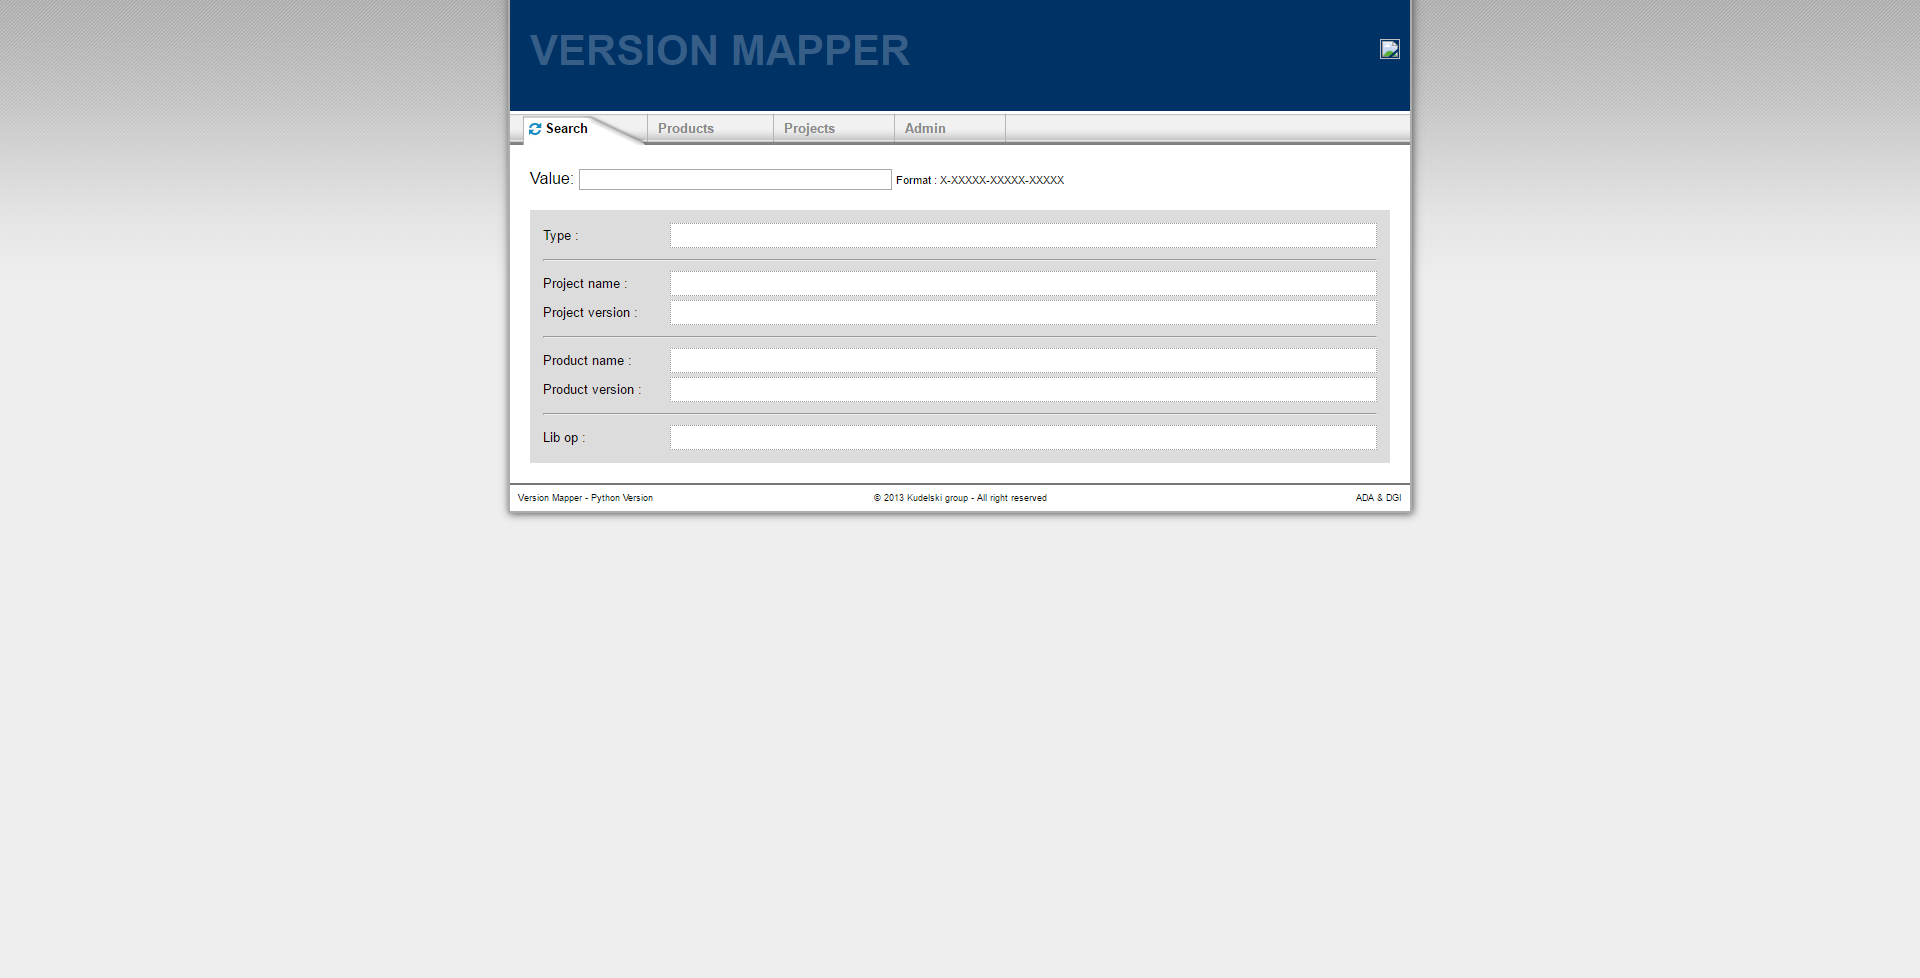 VERSION MAPPER
Search Products Projects Admin
Value: Format : X-XXXXX-XXXXX-XXXXX
Type :
Project name :
Project version :
Product name :
Product version :
Lib op :
Version Mapper - Python Version © 2013 Kudelski group - All right reserved ADA & DGI